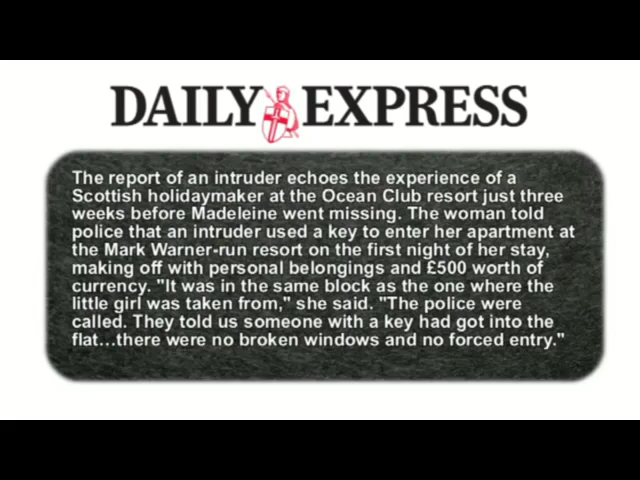 DAILY EXPRESS
The report of an intruder echoes the experience of a
Scottish holidaymaker at the Ocean Club resort just three
weeks before Madeleine went missing. The woman told
police that an intruder used a key to enter her apartment at
the Mark Warner-run resort on the first night of her stay,
making off with personal belongings and £500 worth of
currency. "It was in the same block as the one where the
little girl was taken from," she said. "The police were
called. They told us someone with a key had got into the
flat...there were no broken windows and no forced entry."